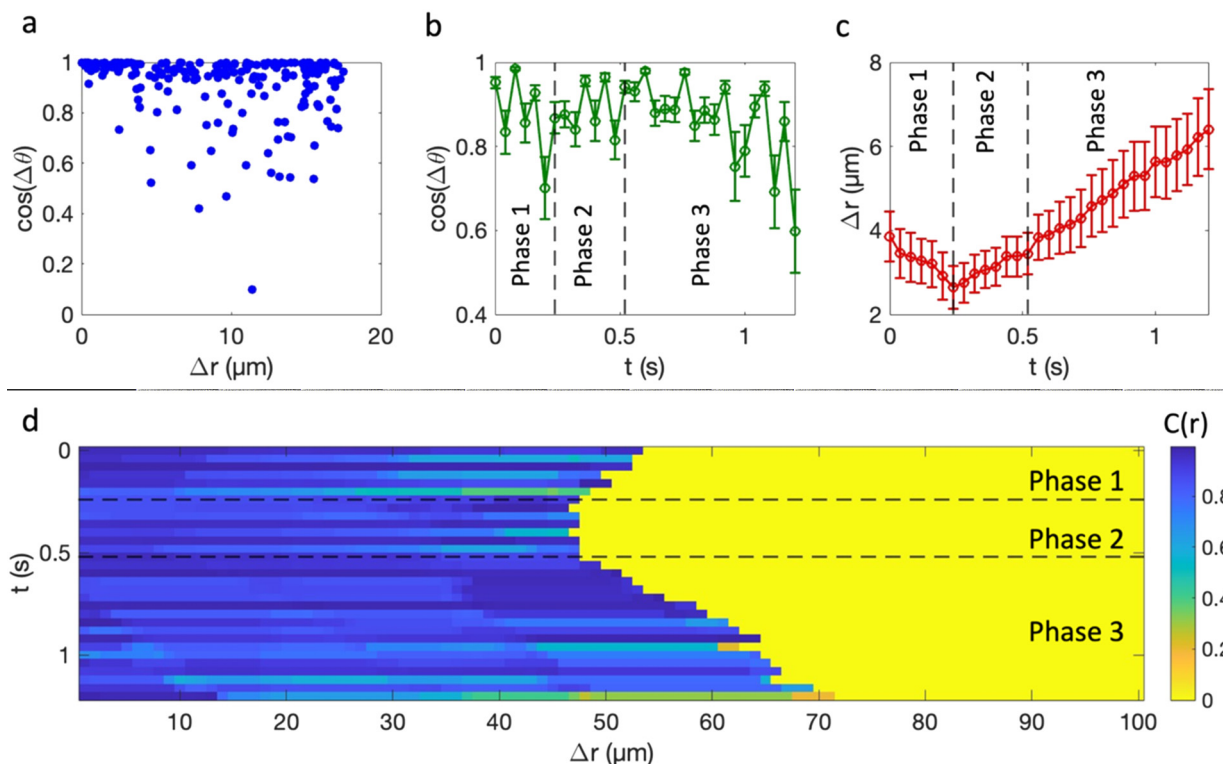 a
1
0.8
0.6
0.4
0.2
0
cos(Δθ)
0
10
20
Δr (μm)
b
1
0.8
0.6
0.4
cos(Δθ)
Phase 1
Phase 2
Phase 3
0
0.5
1
t (s)
c
8
6
4
2
Δr (μm)
Phase 1
Phase 2
Phase 3
0
0.5
1
t (s)
d
C(r)
0
0.5
1
t (s)
Phase 1
Phase 2
Phase 3
10
20
30
40
50
60
70
80
90
100
Δr (μm)
0.8
0.6
0.4
0.2
0